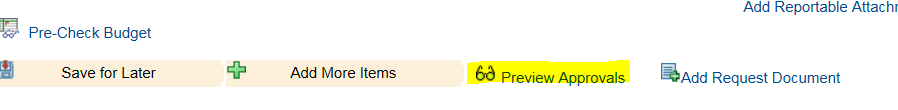 Add Reportable Attachr
Pre-Check Budget
Save for Later Add More Items Preview Approvals Add Request Document